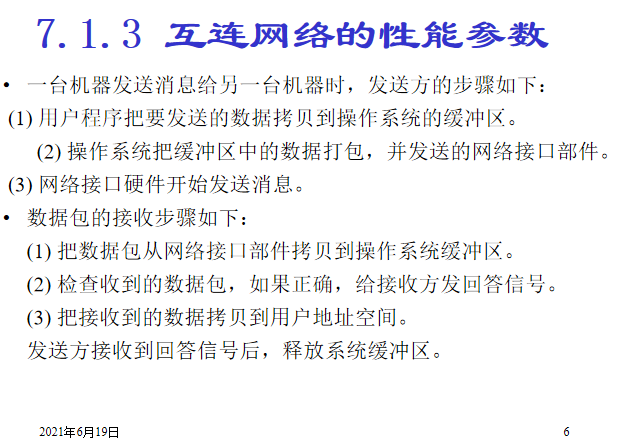 7.1.3 互连网络的性能参数
• 一台机器发送消息给另一台机器时，发送方的步骤如下：
(1) 用户程序把要发送的数据拷贝到操作系统的缓冲区。
(2) 操作系统把缓冲区中的数据打包，并发送的网络接口部件。
(3) 网络接口硬件开始发送消息。
• 数据包的接收步骤如下：
(1) 把数据包从网络接口部件拷贝到操作系统缓冲区。
(2) 检查收到的数据包，如果正确，给接收方发回答信号。
(3) 把接收到的数据拷贝到用户地址空间。
发送方接收到回答信号后，释放系统缓冲区。
2021年6月19日
6